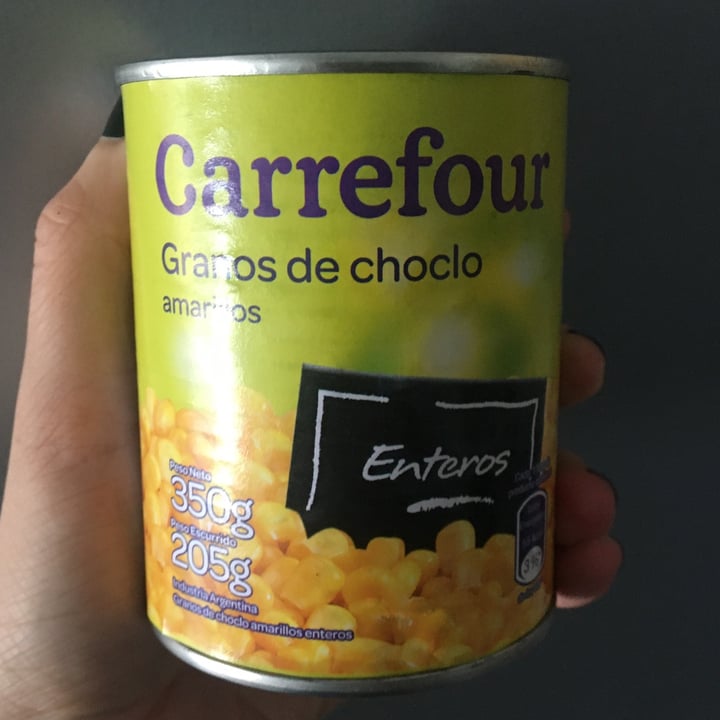 Carrefour
Granos de choclo
amarillos
Enteros
Peso Neto
350g
Peso Escurrido
205g
Industria Argentina
Granos de choclo amarillos enteros
3%